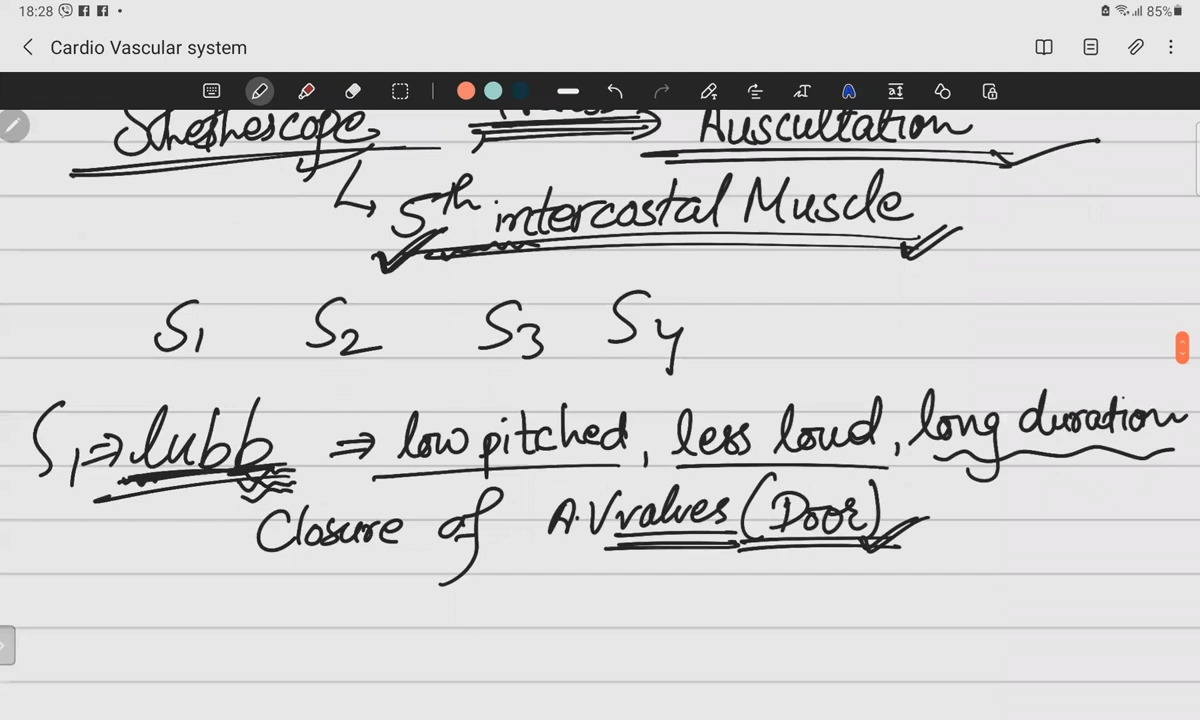 18:28 85%
Cardio Vascular system
Shethescope Auscultation
5th intercostal Muscle
S1 S2 S3 S4
S1 ⇒ lubb ⇒ low pitched, less loud, long duration
Closure of A.V valves (Door)